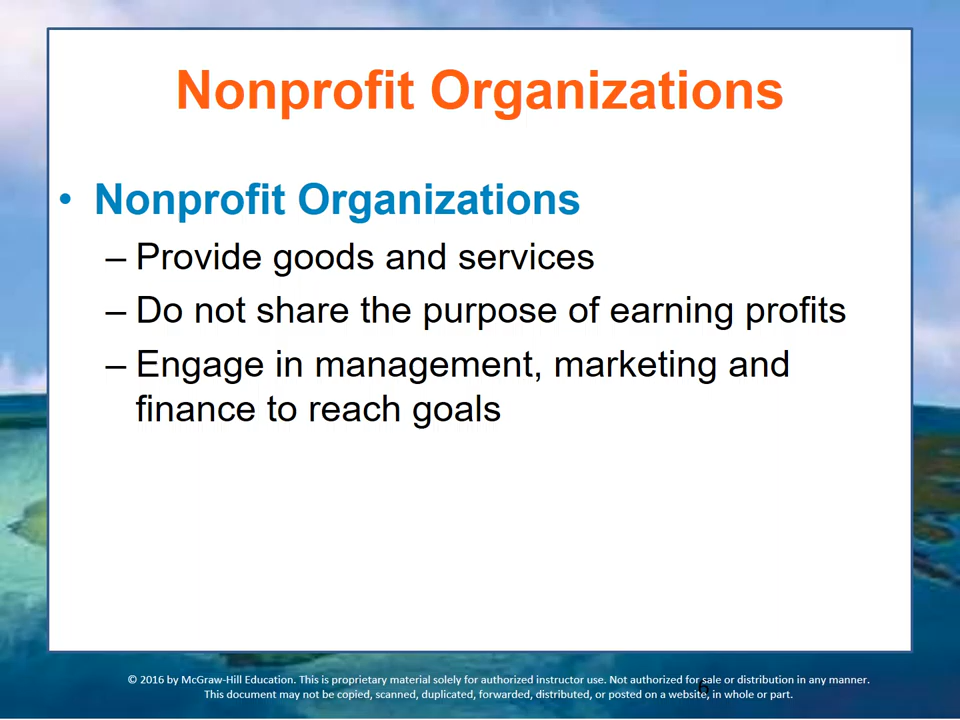 Nonprofit Organizations
• Nonprofit Organizations
– Provide goods and services
– Do not share the purpose of earning profits
– Engage in management, marketing and
finance to reach goals
© 2016 by McGraw-Hill Education. This is proprietary material solely for authorized instructor use. Not authorized for sale or distribution in any manner.
This document may not be copied, scanned, duplicated, forwarded, distributed, or posted on a website, in whole or part.
6